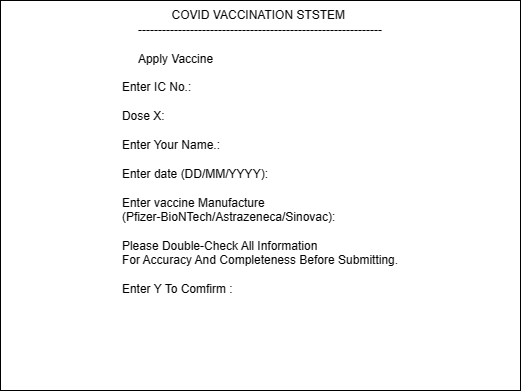 COVID VACCINATION STSTEM
-------------------------------------------------------------
Apply Vaccine
Enter IC No.:
Dose X:
Enter Your Name.:
Enter date (DD/MM/YYYY):
Enter vaccine Manufacture
(Pfizer-BioNTech/Astrazeneca/Sinovac):
Please Double-Check All Information
For Accuracy And Completeness Before Submitting.
Enter Y To Comfirm :